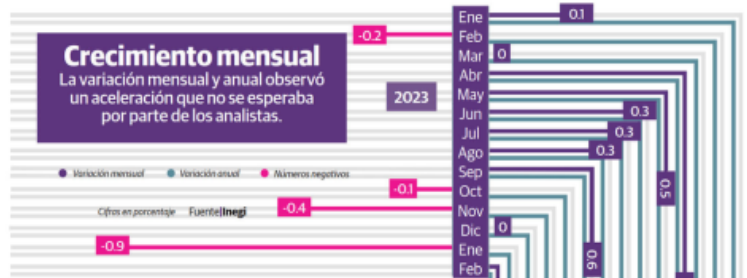 Crecimiento mensual
La variación mensual y anual observó
un aceleración que no se esperaba
por parte de los analistas.
2023
Variación mensual
Variación anual
Números negativos
Cifras en porcentaje Fuente|Inegi
Ene 0.1
-0.2 Feb
Mar 0
Abr
May
Jun 0.3
Jul 0.3
Ago 0.3
Sep
-0.1 Oct
-0.4 Nov
Dic 0
-0.9 Ene
Feb
0.5
0.6